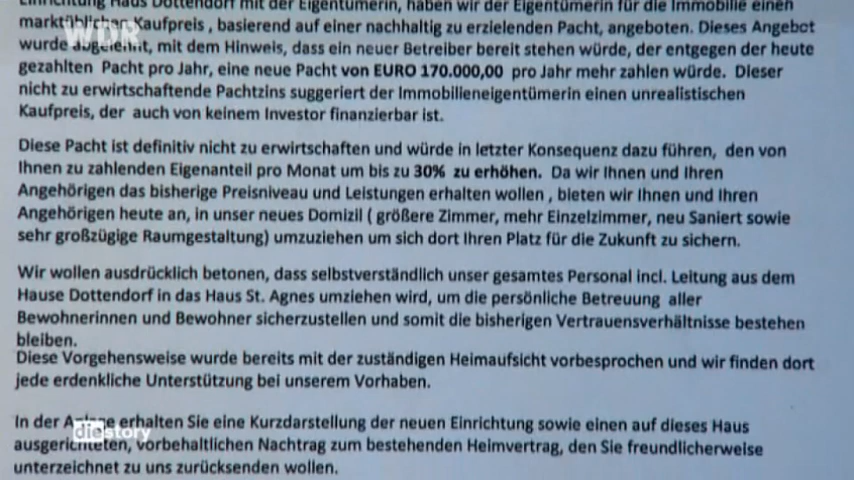 Einrichtung Haus Dottendorf mit der Eigentümerin, haben wir der Eigentümerin für die Immobilie einen
marktüblichen Kaufpreis , basierend auf einer nachhaltig zu erzielenden Pacht, angeboten. Dieses Angebot
wurde abgelehnt, mit dem Hinweis, dass ein neuer Betreiber bereit stehen würde, der entgegen der heute
gezahlten Pacht pro Jahr, eine neue Pacht von EURO 170.000,00 pro Jahr mehr zahlen würde. Dieser
nicht zu erwirtschaftende Pachtzins suggeriert der Immobilieneigentümerin einen unrealistischen
Kaufpreis, der auch von keinem Investor finanzierbar ist.
Diese Pacht ist definitiv nicht zu erwirtschaften und würde in letzter Konsequenz dazu führen, den von
Ihnen zu zahlenden Eigenanteil pro Monat um bis zu 30% zu erhöhen. Da wir Ihnen und Ihren
Angehörigen das bisherige Preisniveau und Leistungen erhalten wollen , bieten wir Ihnen und Ihren
Angehörigen heute an, in unser neues Domizil ( größere Zimmer, mehr Einzelzimmer, neu Saniert sowie
sehr großzügige Raumgestaltung) umzuziehen um sich dort Ihren Platz für die Zukunft zu sichern.
Wir wollen ausdrücklich betonen, dass selbstverständlich unser gesamtes Personal incl. Leitung aus dem
Hause Dottendorf in das Haus St. Agnes umziehen wird, um die persönliche Betreuung aller
Bewohnerinnen und Bewohner sicherzustellen und somit die bisherigen Vertrauensverhältnisse bestehen
bleiben.
Diese Vorgehensweise wurde bereits mit der zuständigen Heimaufsicht vorbesprochen und wir finden dort
jede erdenkliche Unterstützung bei unserem Vorhaben.
In der Anlage erhalten Sie eine Kurzdarstellung der neuen Einrichtung sowie einen auf dieses Haus
ausgerichteten, vorbehaltlichen Nachtrag zum bestehenden Heimvertrag, den Sie freundlicherweise
unterzeichnet zu uns zurücksenden wollen.
WDR
die story